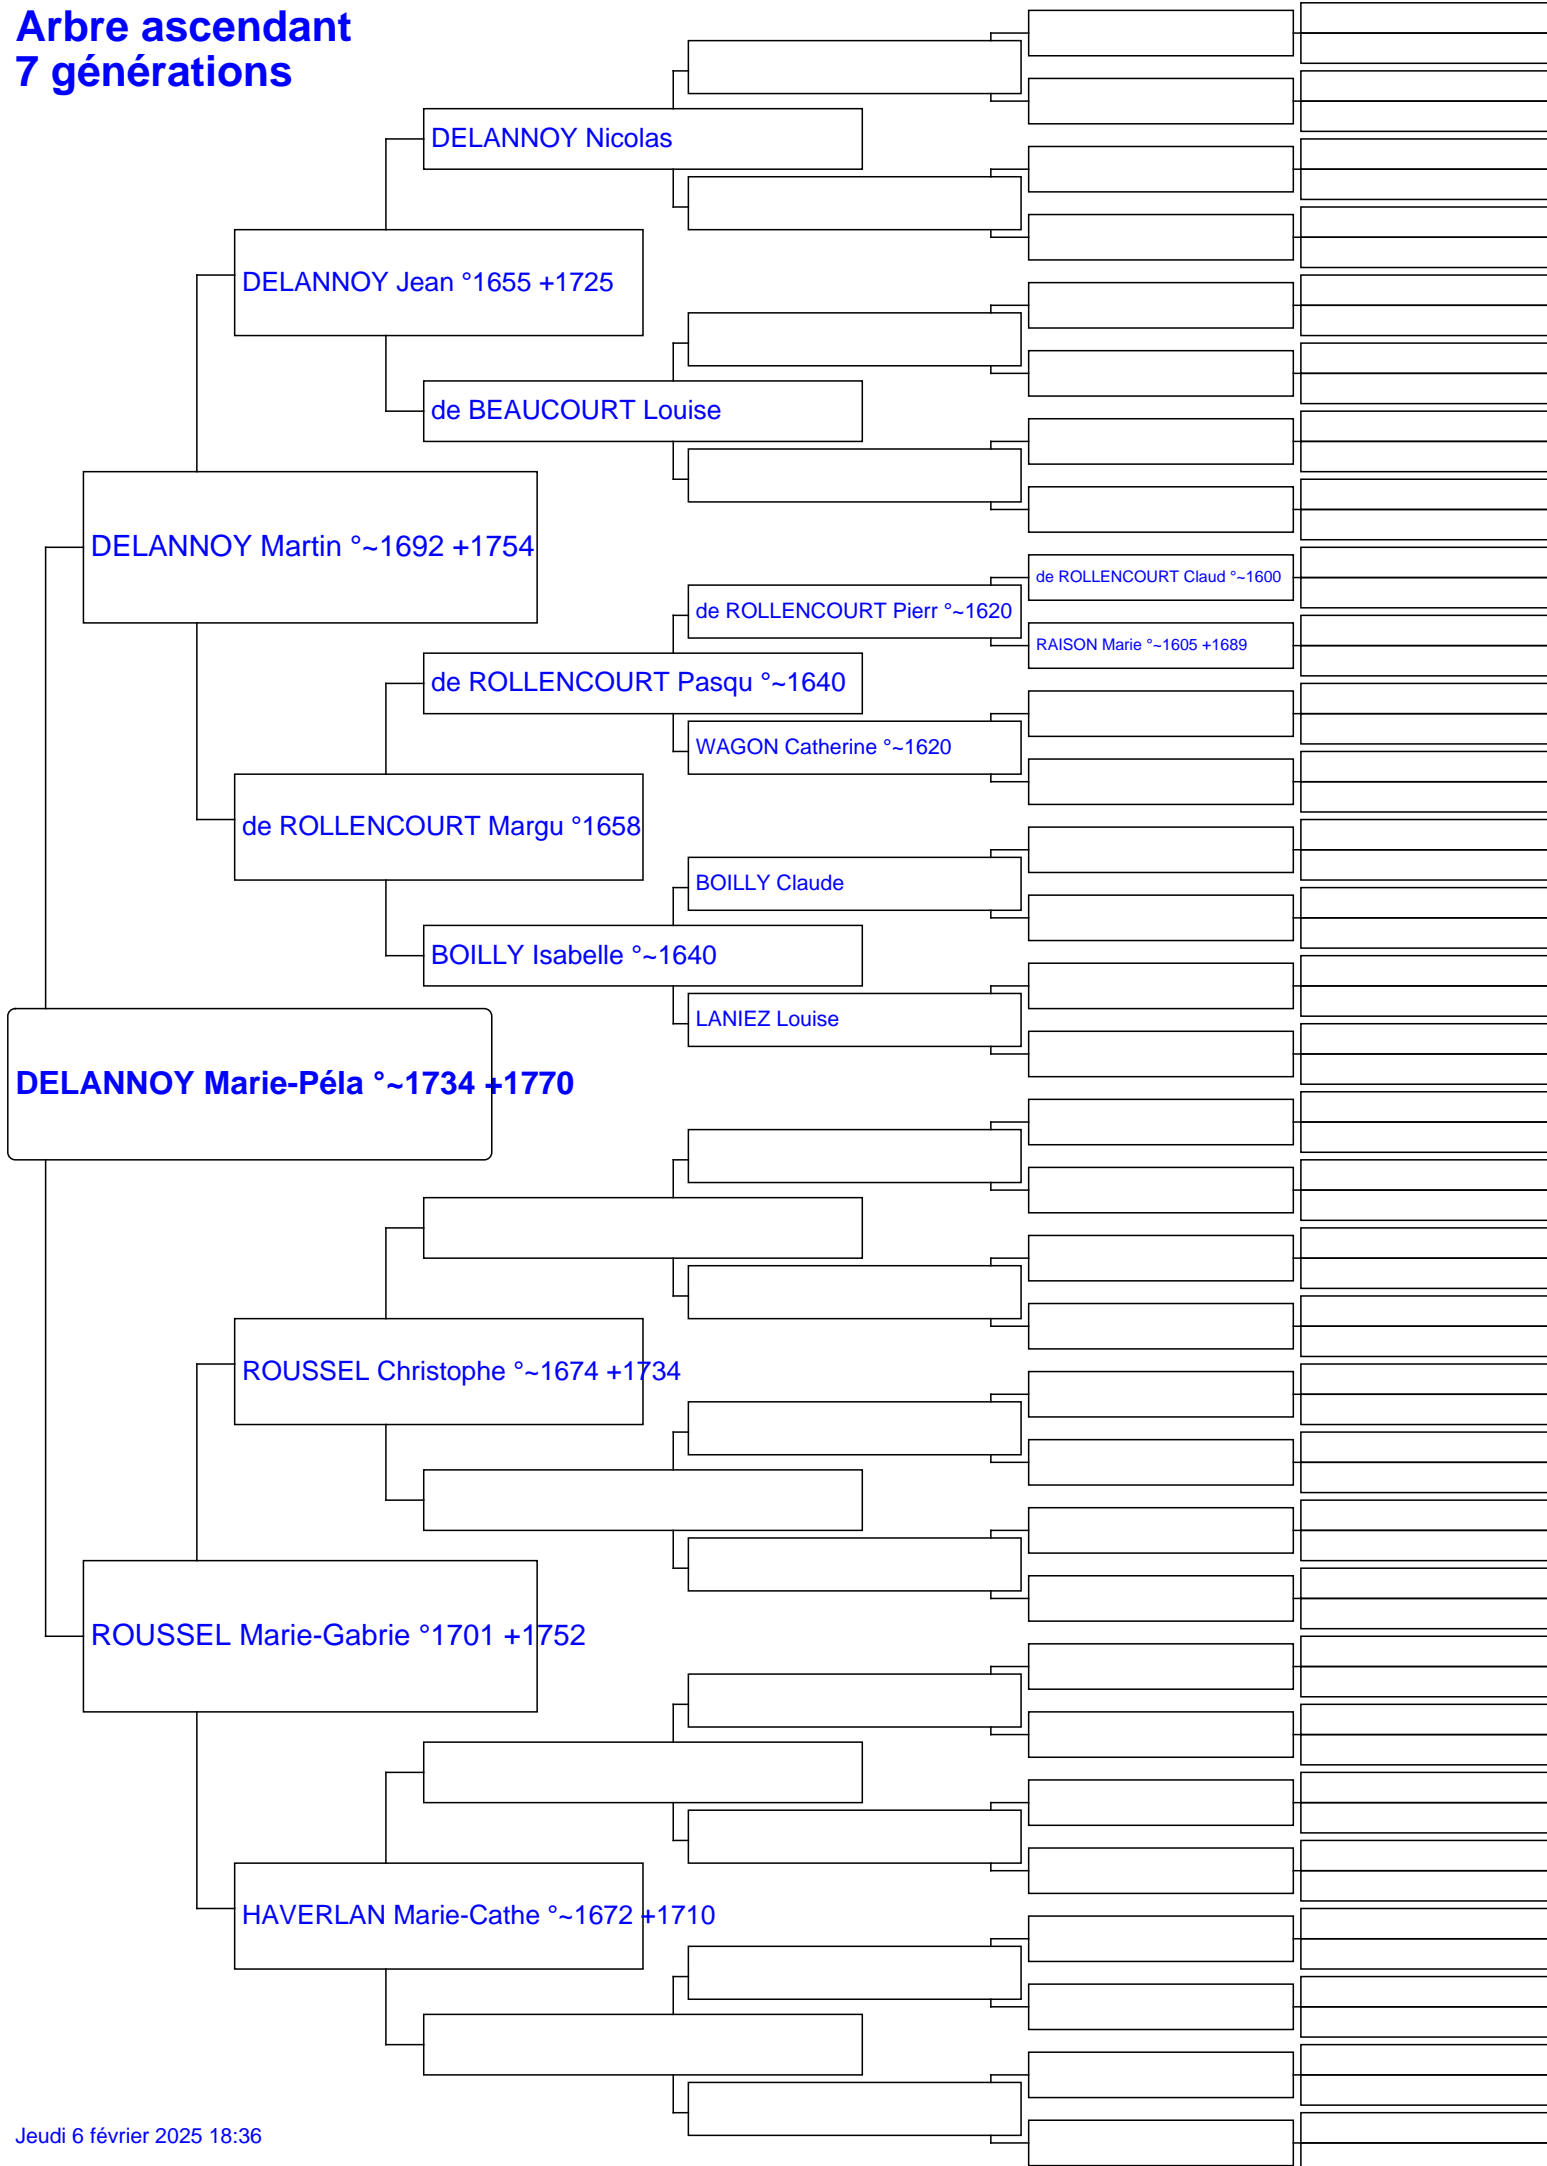 Arbre ascendant
7 générations
DELANNOY Nicolas
DELANNOY Jean °1655 +1725
de BEAUCOURT Louise
DELANNOY Martin °~1692 +1754
de ROLLENCOURT Claud °~1600
de ROLLENCOURT Pierr °~1620
RAISON Marie °~1605 +1689
de ROLLENCOURT Pasqu °~1640
WAGON Catherine °~1620
de ROLLENCOURT Margu °1658
BOILLY Claude
BOILLY Isabelle °~1640
LANIEZ Louise
DELANNOY Marie-Péla °~1734 +1770
ROUSSEL Christophe °~1674 +1734
ROUSSEL Marie-Gabrie °1701 +1752
HAVERLAN Marie-Cathe °~1672 +1710
Jeudi 6 février 2025 18:36